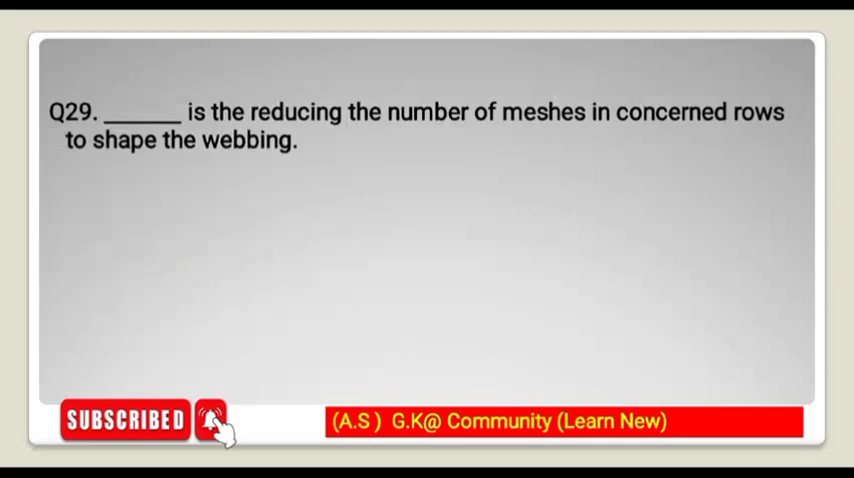 Q29. ______ is the reducing the number of meshes in concerned rows
to shape the webbing.
SUBSCRIBED
(A.S ) G.K@ Community (Learn New)